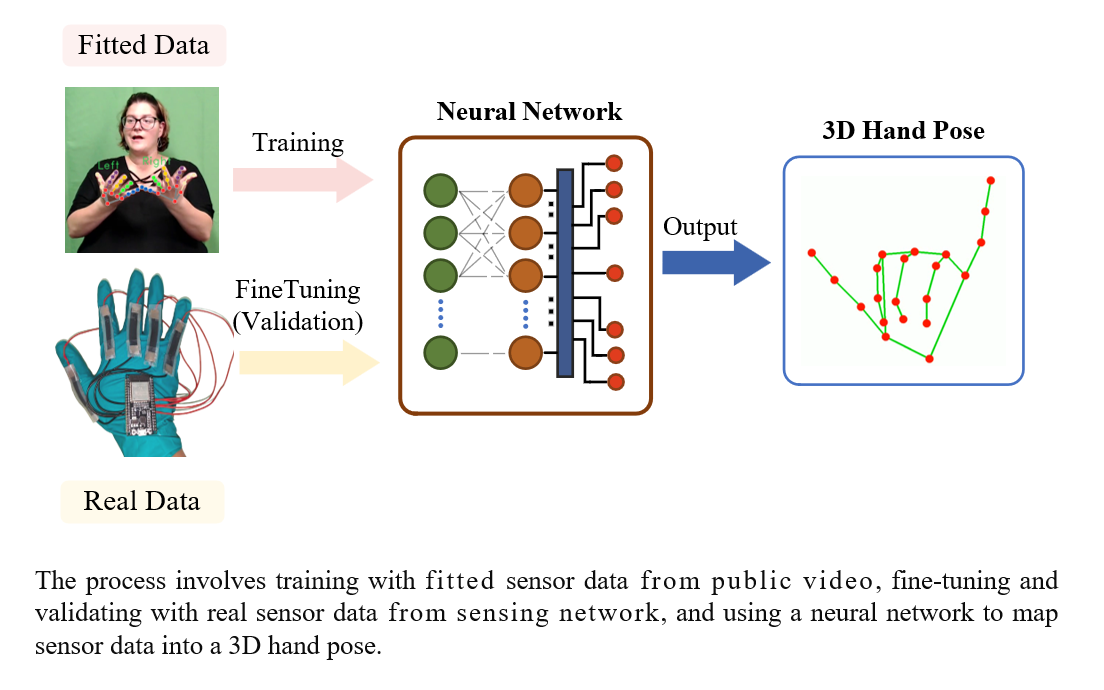 Fitted Data
Left
Right
Training
FineTuning
(Validation)
Real Data
Neural Network
Output
3D Hand Pose
The process involves training with fitted sensor data from public video, fine-tuning and
validating with real sensor data from sensing network, and using a neural network to map
sensor data into a 3D hand pose.